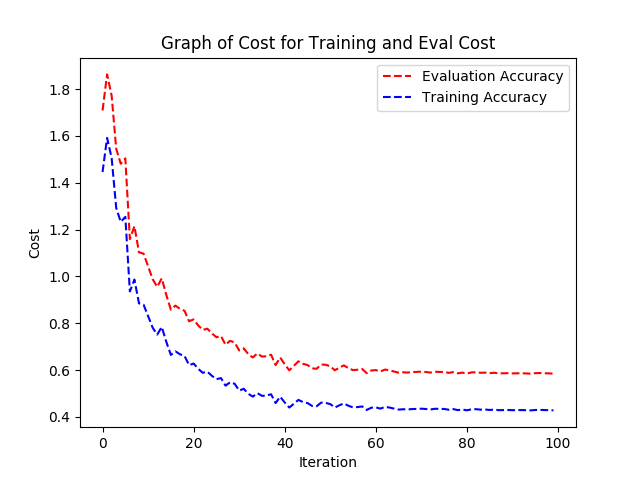 Graph of Cost for Training and Eval Cost
Evaluation Accuracy
Training Accuracy
Cost
1.8
1.6
1.4
1.2
1.0
0.8
0.6
0.4
0 20 40 60 80 100
Iteration